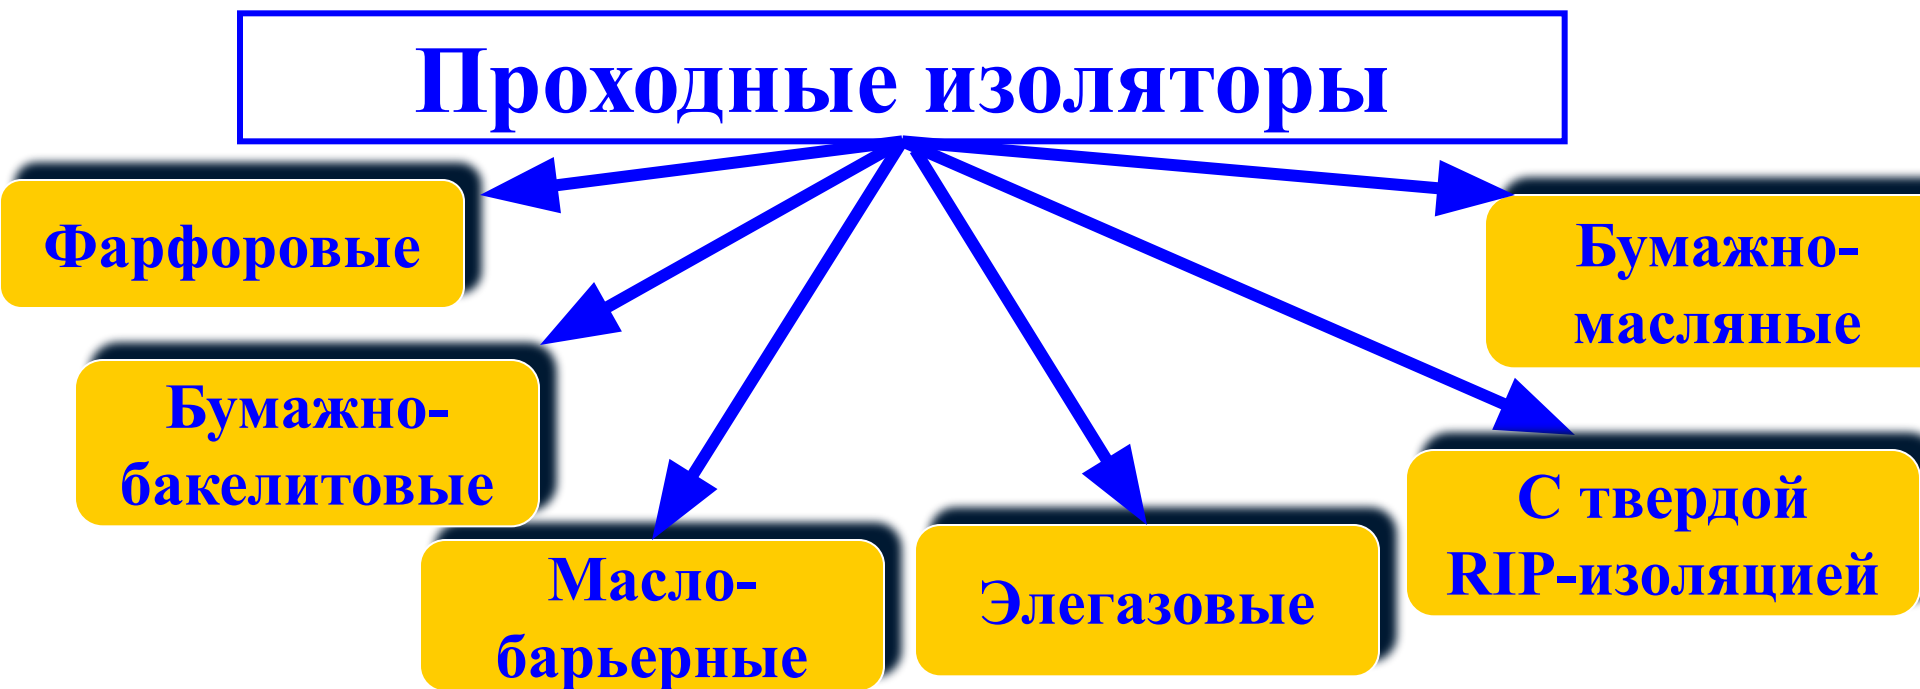 Проходные изоляторы
Фарфоровые
Бумажно-
масляные
Бумажно-
бакелитовые
С твердой
RIP-изоляцией
Масло-
барьерные
Элегазовые